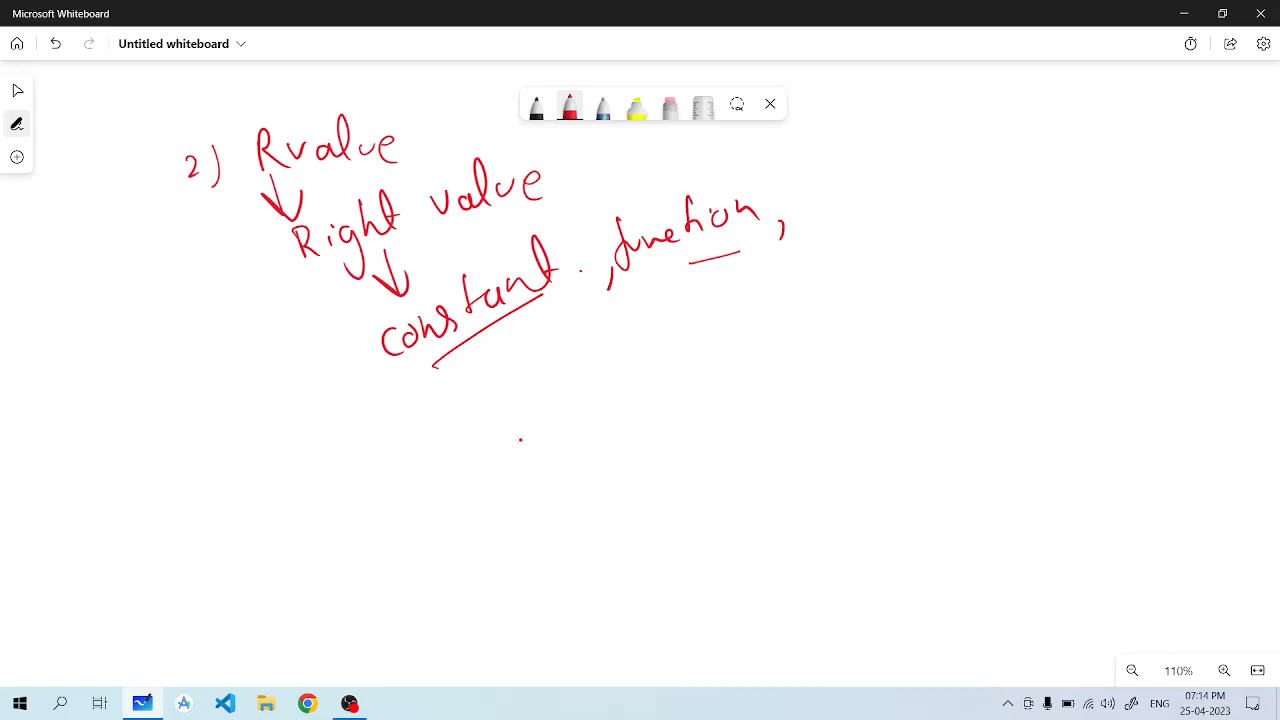 Microsoft Whiteboard
Untitled whiteboard
2) Rvalue
Right value
constant . , function ,
110%
ENG
07:14 PM
25-04-2023